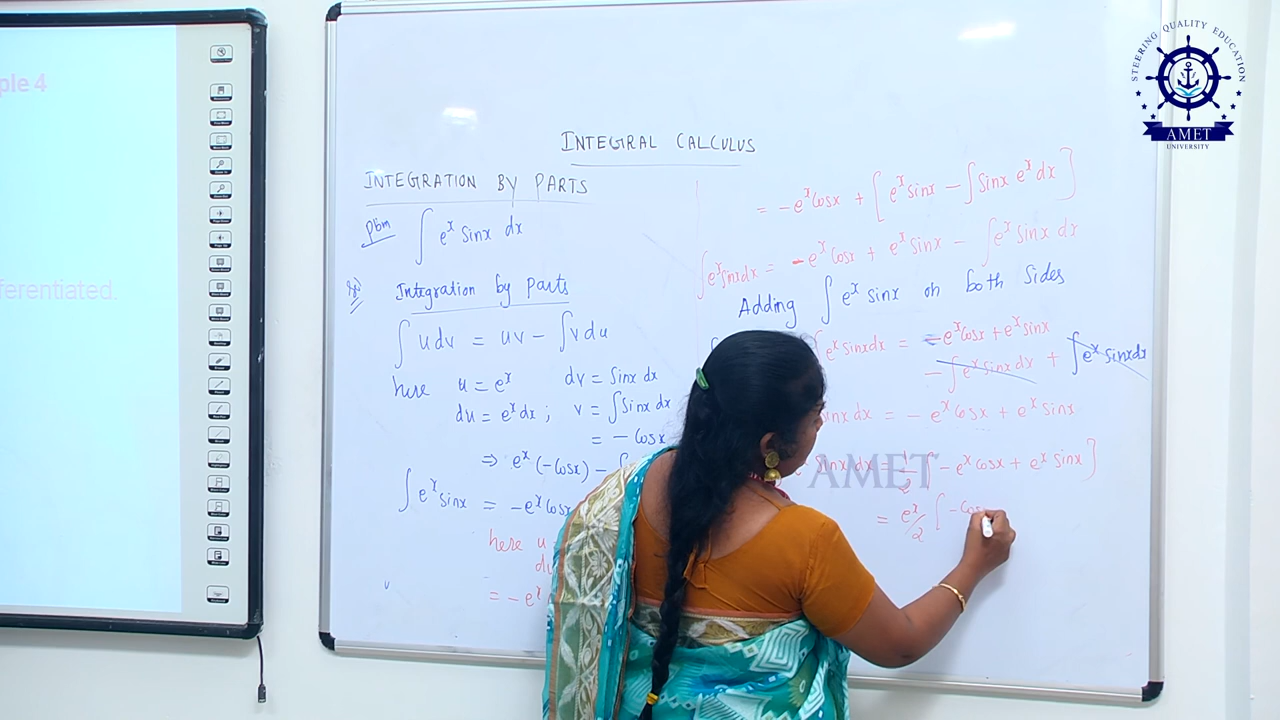 ple 4
ferentiated.
STEERING QUALITY EDUCATION
AMET
UNIVERSITY
INTEGRAL CALCULUS
INTEGRATION BY PARTS
Pbm ∫ e^x Sinx dx
Integration by parts
∫ u dv = uv - ∫ v du
here u = e^x dv = Sinx dx
du = e^x dx ; v = ∫ Sinx dx
= - Cosx
⇒ e^x (-Cosx) -
∫ e^x sinx = -e^x Cosx
here u
du
= - e^x
= -e^x Cosx + [ e^x Sinx - ∫ Sinx e^x dx ]
∫ e^x Sinx dx = -e^x Cosx + e^x Sinx - ∫ e^x Sinx dx
Adding ∫ e^x sinx on both sides
∫ e^x Sinx dx = -e^x Cosx + e^x Sinx
- ∫ e^x Sinx dx + ∫ e^x Sinx dx
Sinx dx = e^x Cosx + e^x Sinx
Sinx dx = 1/2 [ - e^x Cosx + e^x Sinx ]
AMET
= e^x/2 [ -Cos